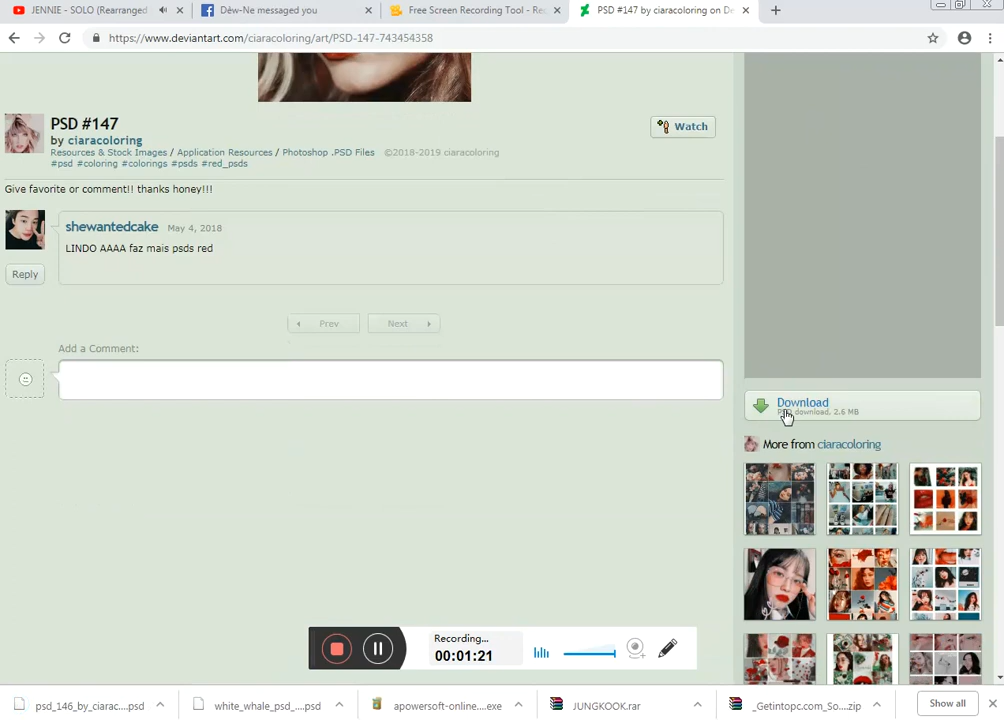 JENNIE - SOLO (Rearranged
Dêw-Ne messaged you
Free Screen Recording Tool - Rec
PSD #147 by ciaracoloring on De
https://www.deviantart.com/ciaracoloring/art/PSD-147-743454358
PSD #147
by ciaracoloring
Resources & Stock Images / Application Resources / Photoshop .PSD Files ©2018-2019 ciaracoloring
#psd #coloring #colorings #psds #red_psds
Watch
Give favorite or comment!! thanks honey!!!
shewantedcake May 4, 2018
LINDO AAAA faz mais psds red
Reply
Prev
Next
Add a Comment:
Download
PSD download, 2.6 MB
More from ciaracoloring
Recording...
00:01:21
psd_146_by_ciarac....psd
white_whale_psd_....psd
apowersoft-online....exe
JUNGKOOK.rar
_Getintopc.com_So....zip
Show all